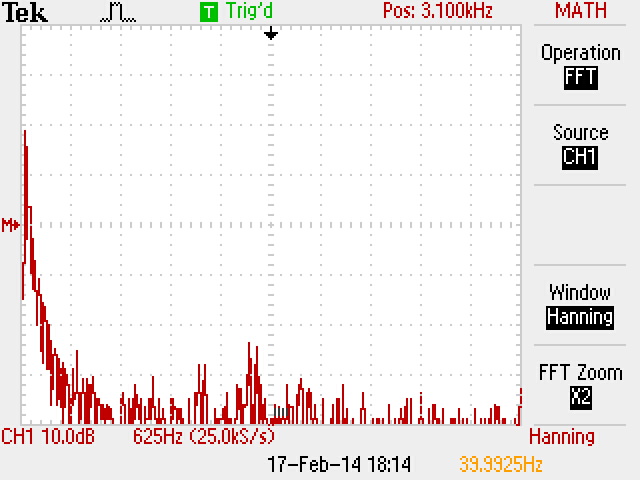 Tek T Trig'd Pos: 3.100kHz MATH
Operation
FFT
Source
CH1
M
Window
Hanning
FFT Zoom
X2
CH1 10.0dB 625Hz (25.0kS/s) Hanning
17-Feb-14 18:14 39.9925Hz